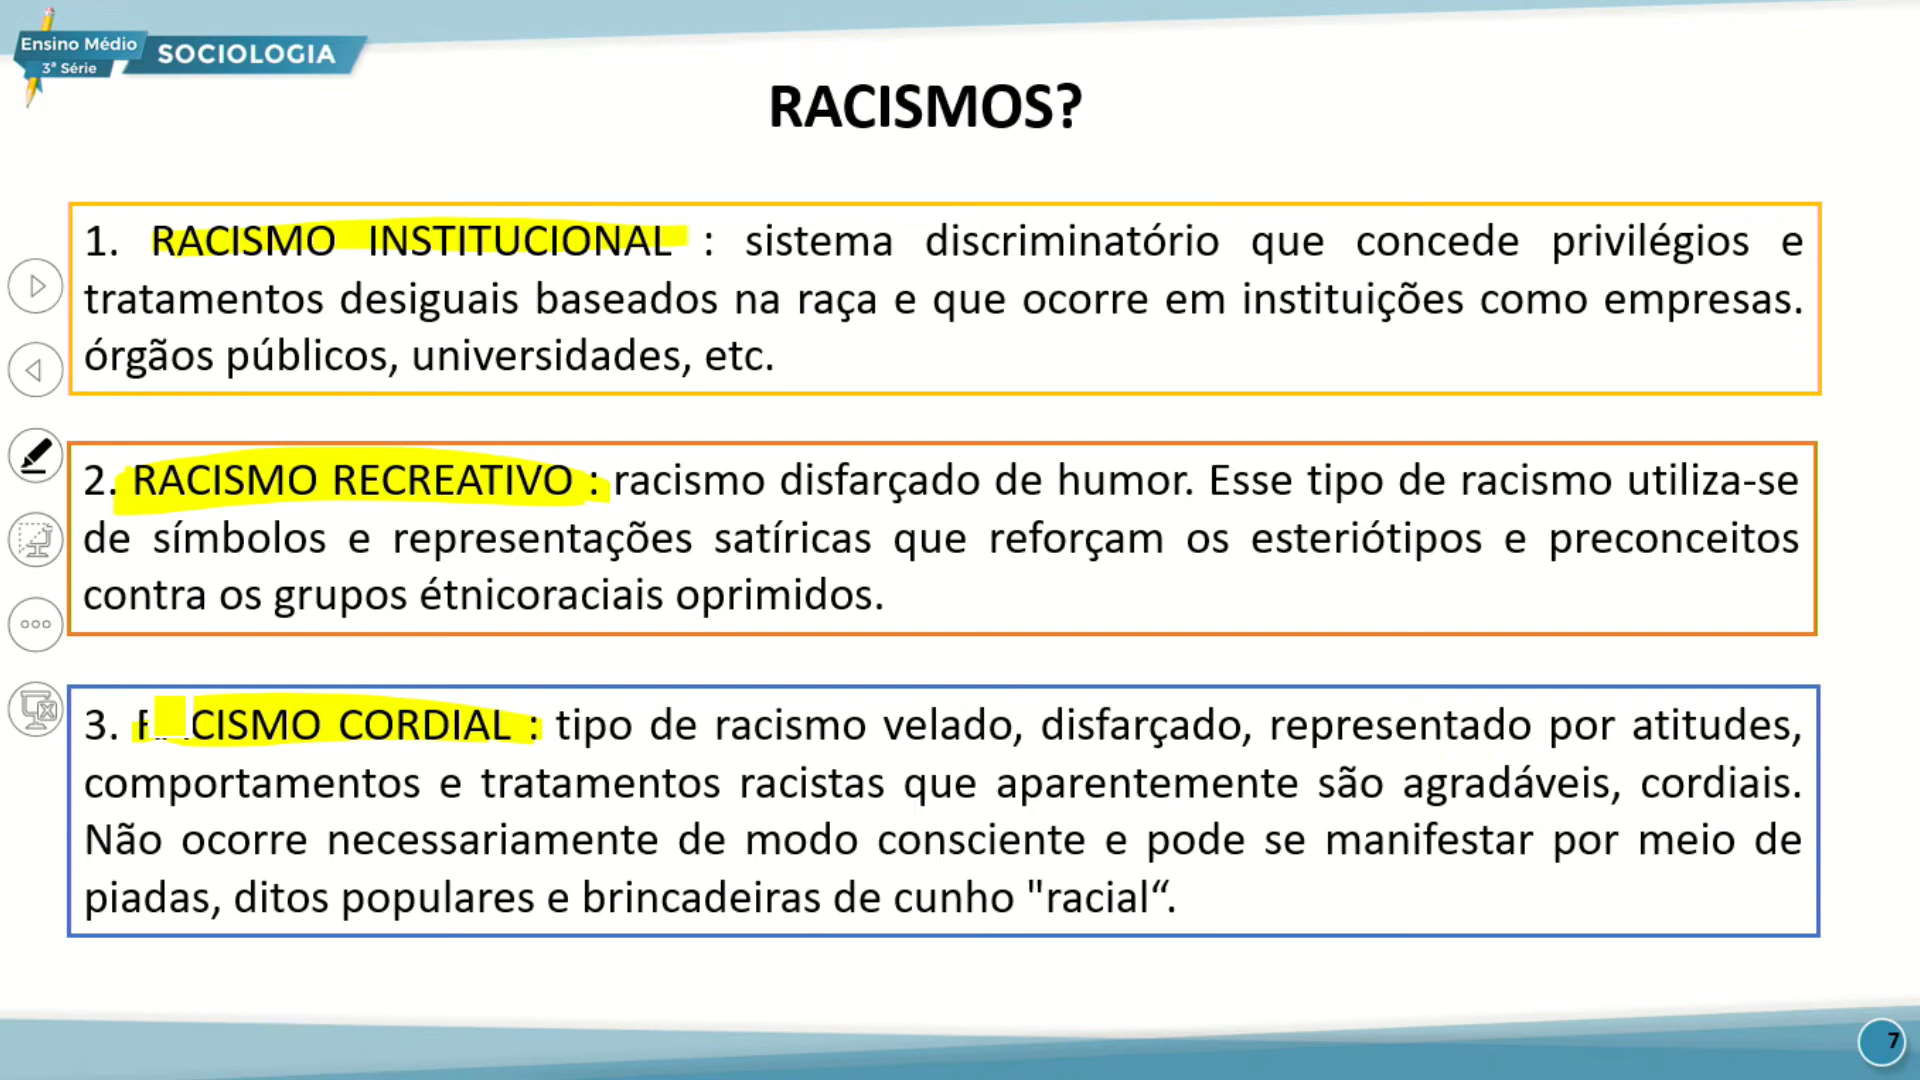 Ensino Médio
3ª Série
SOCIOLOGIA
RACISMOS?
1. RACISMO INSTITUCIONAL : sistema discriminatório que concede privilégios e
tratamentos desiguais baseados na raça e que ocorre em instituições como empresas.
órgãos públicos, universidades, etc.
2. RACISMO RECREATIVO : racismo disfarçado de humor. Esse tipo de racismo utiliza-se
de símbolos e representações satíricas que reforçam os esteriótipos e preconceitos
contra os grupos étnicoraciais oprimidos.
3. RACISMO CORDIAL : tipo de racismo velado, disfarçado, representado por atitudes,
comportamentos e tratamentos racistas que aparentemente são agradáveis, cordiais.
Não ocorre necessariamente de modo consciente e pode se manifestar por meio de
piadas, ditos populares e brincadeiras de cunho "racial“.
7